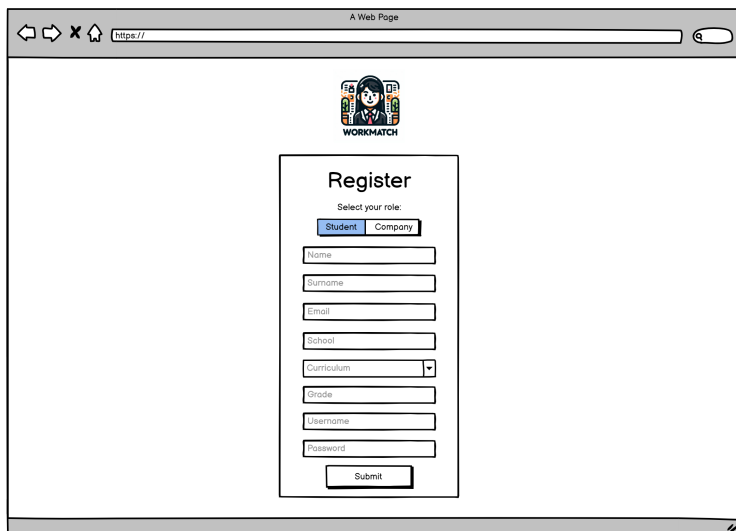 A Web Page
https://
WORKMATCH
Register
Select your role:
Student Company
Name
Surname
Email
School
Curriculum
Grade
Username
Password
Submit